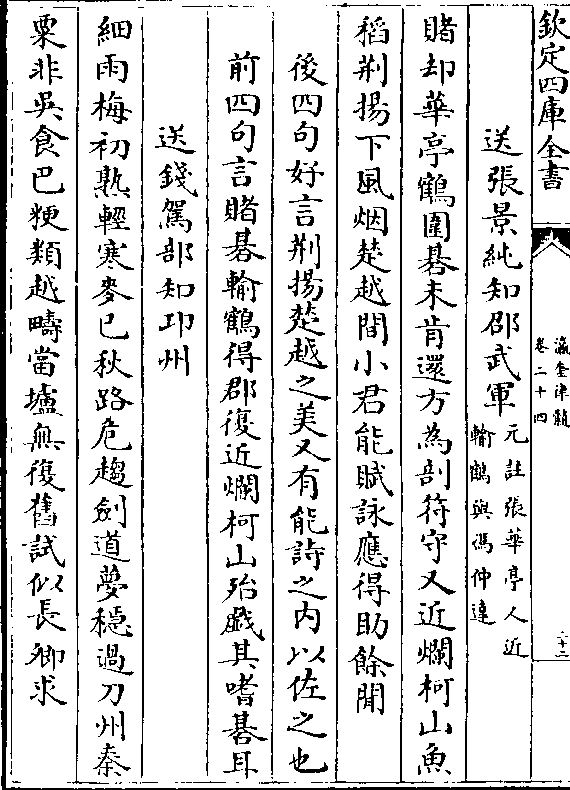 欽定四庫全書
瀛奎律髓
卷二十四
二十三
送張景純知邵武軍
元註張華亭人近
輸鶴與馮仲達
賭却華亭鶴圍碁未肯還方為剖符守又近爛柯山魚
稻荆揚下風烟楚越間小君能賦詠應得助餘閒
後四句好言荆揚楚越之美又有能詩之内以佐之也
前四句言賭碁輸鶴得郡復近爛柯山殆戯其嗜碁耳
送錢駕部知卭州
細雨梅初熟輕寒麥已秋路危趨劍道夢穩過刀州秦
粟非吳食巴粳類越疇當壚無復舊試似長卿求